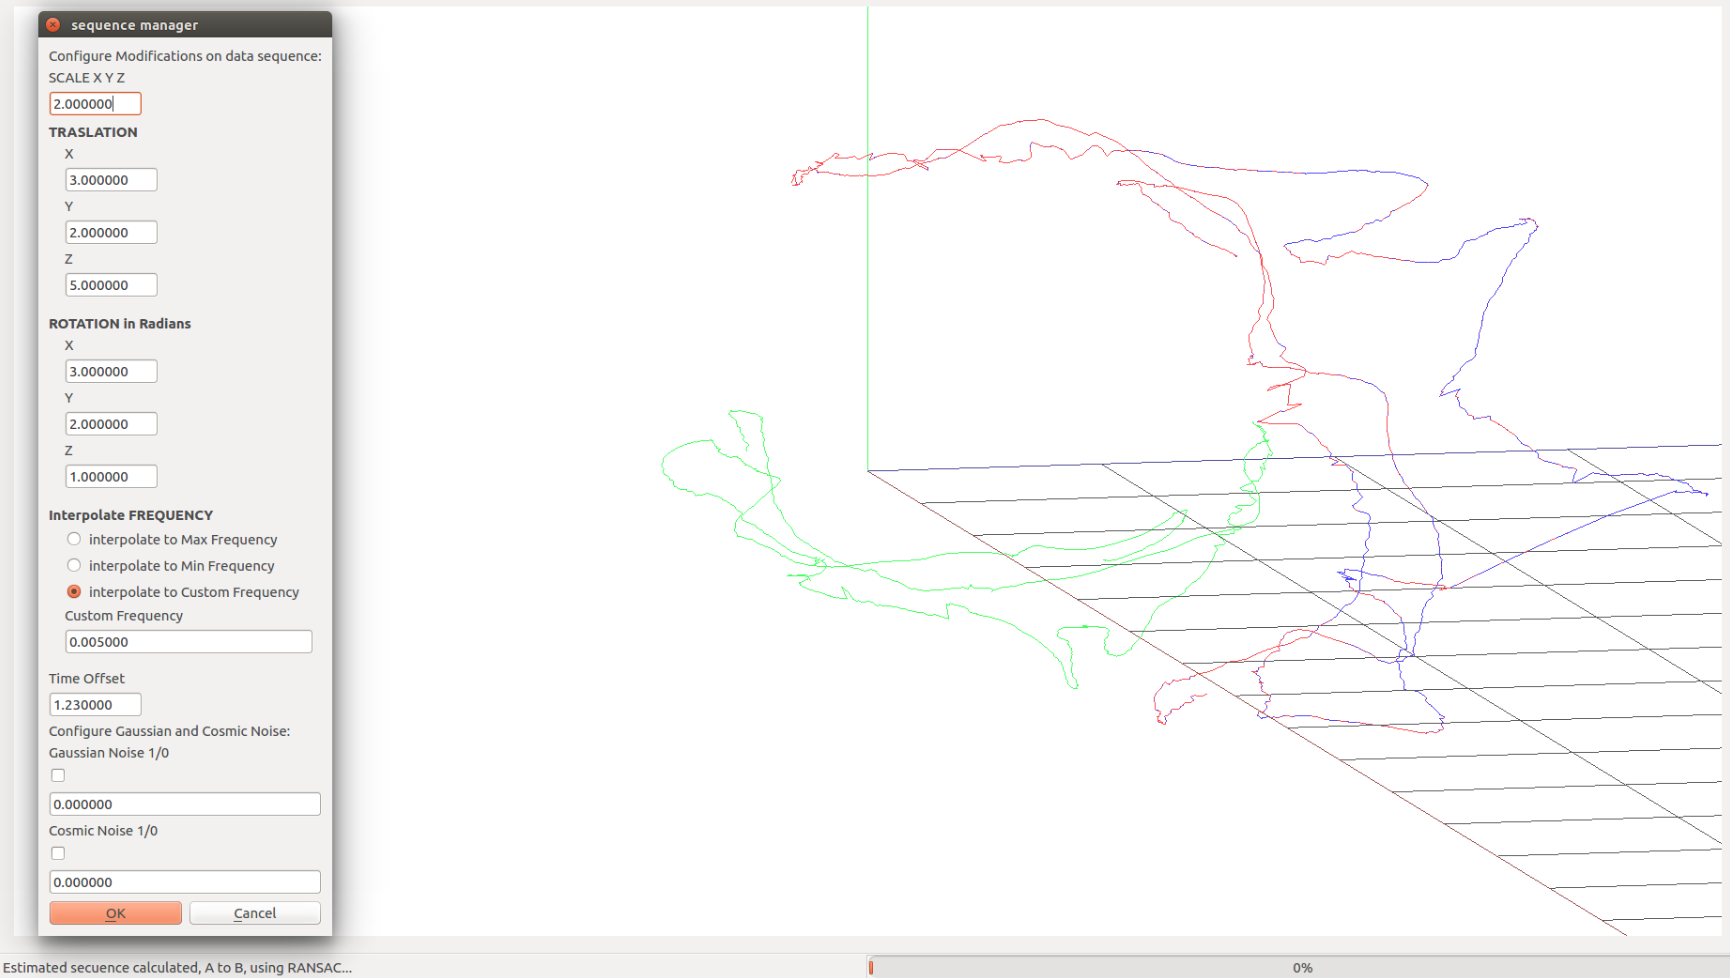 sequence manager
Configure Modifications on data sequence:
SCALE X Y Z
2.000000
TRASLATION
X
3.000000
Y
2.000000
Z
5.000000
ROTATION in Radians
X
3.000000
Y
2.000000
Z
1.000000
Interpolate FREQUENCY
interpolate to Max Frequency
interpolate to Min Frequency
interpolate to Custom Frequency
Custom Frequency
0.005000
Time Offset
1.230000
Configure Gaussian and Cosmic Noise:
Gaussian Noise 1/0
0.000000
Cosmic Noise 1/0
0.000000
OK Cancel
Estimated secuence calculated, A to B, using RANSAC... 0%